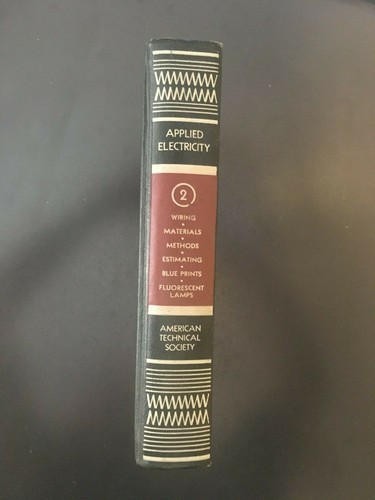 APPLIED
ELECTRICITY
2
WIRING
•
MATERIALS
•
METHODS
•
ESTIMATING
•
BLUE PRINTS
•
FLUORESCENT
LAMPS
AMERICAN
TECHNICAL
SOCIETY